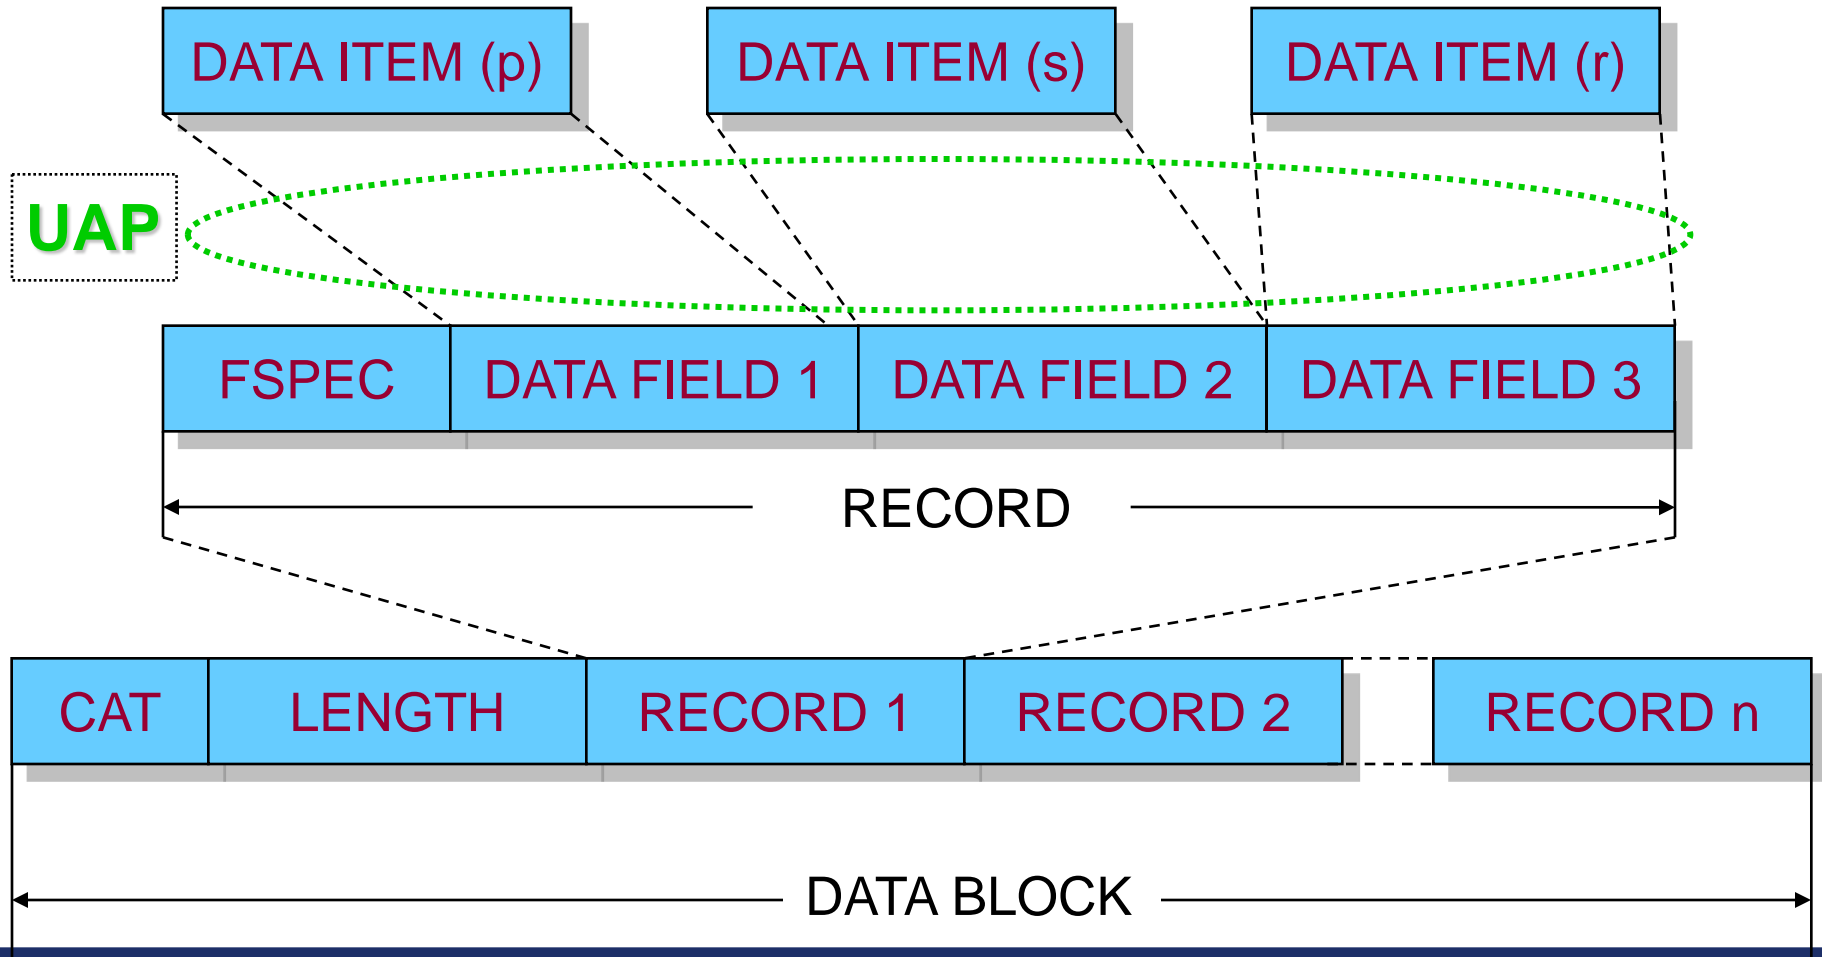 DATA ITEM (p) DATA ITEM (s) DATA ITEM (r)
UAP
FSPEC DATA FIELD 1 DATA FIELD 2 DATA FIELD 3
RECORD
CAT LENGTH RECORD 1 RECORD 2 RECORD n
DATA BLOCK